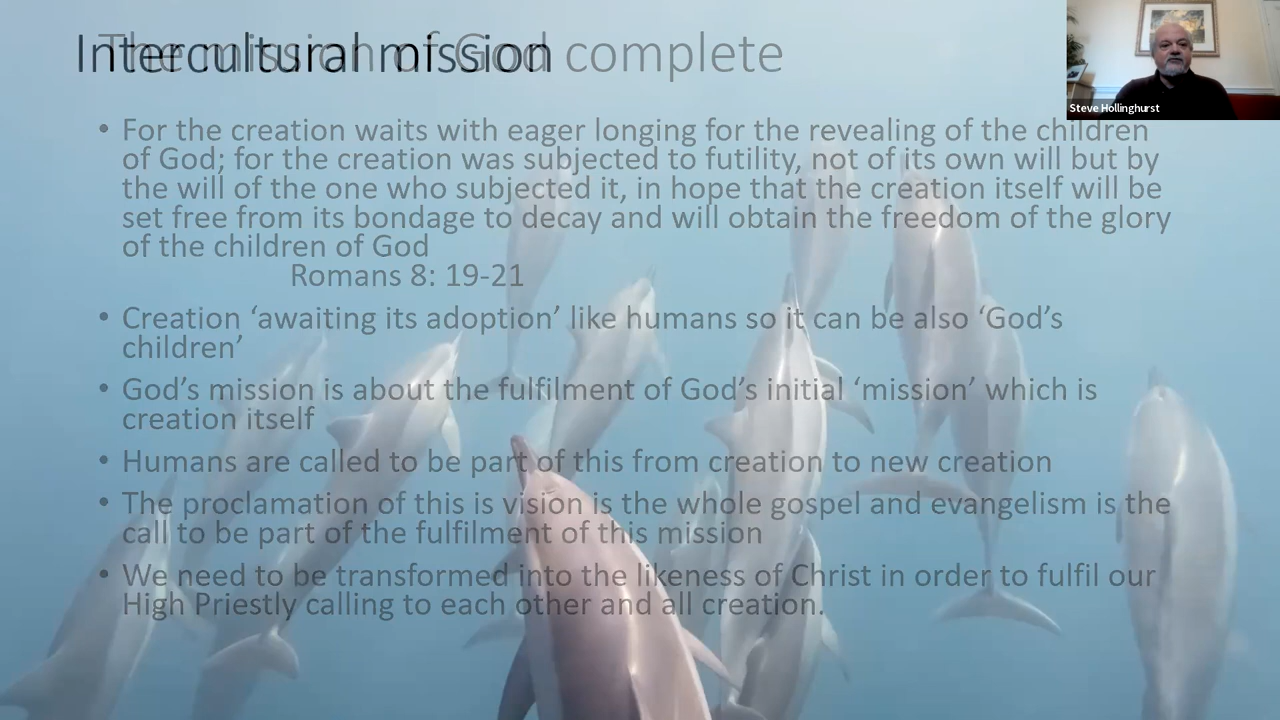 Intercultural mission
The mission of God complete
Steve Hollinghurst
• For the creation waits with eager longing for the revealing of the children
of God; for the creation was subjected to futility, not of its own will but by
the will of the one who subjected it, in hope that the creation itself will be
set free from its bondage to decay and will obtain the freedom of the glory
of the children of God
Romans 8: 19-21
• Creation ‘awaiting its adoption’ like humans so it can be also ‘God’s
children’
• God’s mission is about the fulfilment of God’s initial ‘mission’ which is
creation itself
• Humans are called to be part of this from creation to new creation
• The proclamation of this is vision is the whole gospel and evangelism is the
call to be part of the fulfilment of this mission
• We need to be transformed into the likeness of Christ in order to fulfil our
High Priestly calling to each other and all creation.